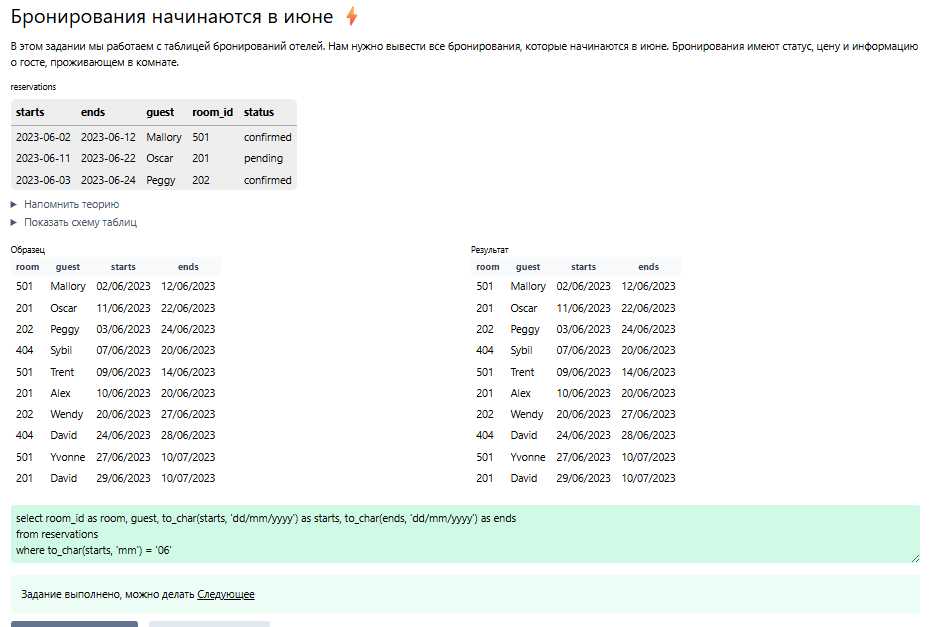 Бронирования начинаются в июне ⚡
В этом задании мы работаем с таблицей бронирований отелей. Нам нужно вывести все бронирования, которые начинаются в июне. Бронирования имеют статус, цену и информацию
о госте, проживающем в комнате.
reservations
starts ends guest room_id status
2023-06-02 2023-06-12 Mallory 501 confirmed
2023-06-11 2023-06-22 Oscar 201 pending
2023-06-03 2023-06-24 Peggy 202 confirmed
▶ Напомнить теорию
▶ Показать схему таблиц
Образец
room guest starts ends
501 Mallory 02/06/2023 12/06/2023
201 Oscar 11/06/2023 22/06/2023
202 Peggy 03/06/2023 24/06/2023
404 Sybil 07/06/2023 20/06/2023
501 Trent 09/06/2023 14/06/2023
201 Alex 10/06/2023 20/06/2023
202 Wendy 20/06/2023 27/06/2023
404 David 24/06/2023 28/06/2023
501 Yvonne 27/06/2023 10/07/2023
201 David 29/06/2023 10/07/2023
Результат
room guest starts ends
501 Mallory 02/06/2023 12/06/2023
201 Oscar 11/06/2023 22/06/2023
202 Peggy 03/06/2023 24/06/2023
404 Sybil 07/06/2023 20/06/2023
501 Trent 09/06/2023 14/06/2023
201 Alex 10/06/2023 20/06/2023
202 Wendy 20/06/2023 27/06/2023
404 David 24/06/2023 28/06/2023
501 Yvonne 27/06/2023 10/07/2023
201 David 29/06/2023 10/07/2023
select room_id as room, guest, to_char(starts, 'dd/mm/yyyy') as starts, to_char(ends, 'dd/mm/yyyy') as ends
from reservations
where to_char(starts, 'mm') = '06'
Задание выполнено, можно делать Следующее